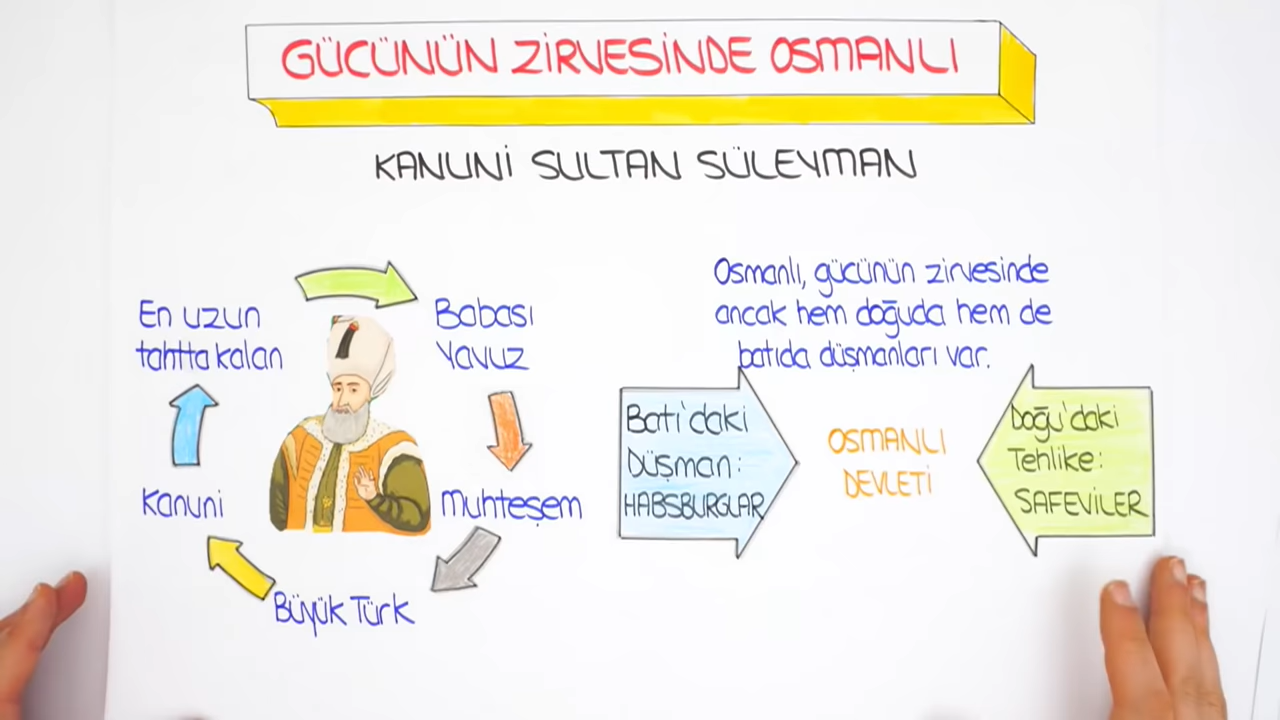 GÜCÜNÜN ZİRVESİNDE OSMANLI
KANUNİ SULTAN SÜLEYMAN
En uzun
tahtta kalan
Babası
Yavuz
Muhteşem
Büyük Türk
Kanuni
Osmanlı, gücünün zirvesinde
ancak hem doğuda hem de
batıda düşmanları var.
Batı'daki
Düşman:
HABSBURGLAR
OSMANLI
DEVLETİ
Doğu'daki
Tehlike:
SAFEVİLER